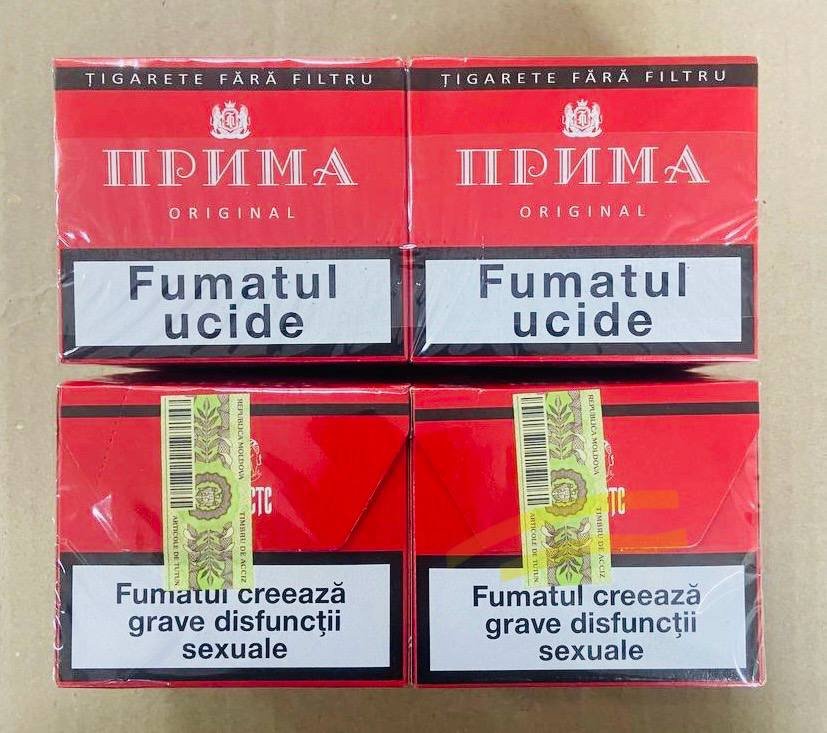 ŢIGARETE FĂRĂ FILTRU
ПРИМА
ORIGINAL
Fumatul
ucide
ŢIGARETE FĂRĂ FILTRU
ПРИМА
ORIGINAL
Fumatul
ucide
REPUBLICA MOLDOVA
TIMBRU DE ACCIZ
ARTICOLE DE TUTUN
СТС
Fumatul creează
grave disfuncţii
sexuale
REPUBLICA MOLDOVA
TIMBRU DE ACCIZ
ARTICOLE DE TUTUN
СТС
Fumatul creează
grave disfuncţii
sexuale